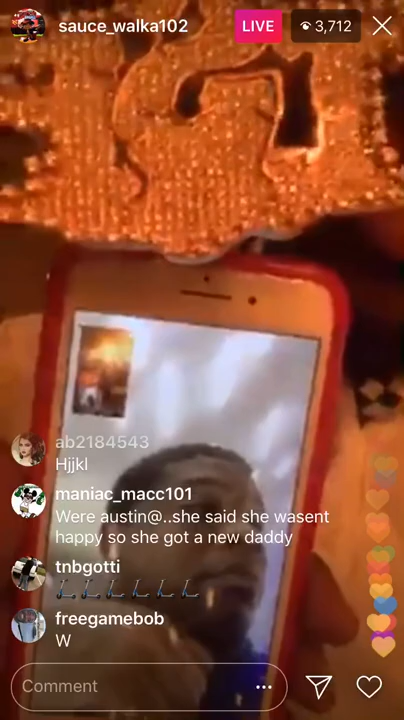 sauce_walka102
LIVE
3,712
ab2184543
Hjjkl
maniac_macc101
Were austin@..she said she wasent
happy so she got a new daddy
tnbgotti
freegamebob
W
Comment